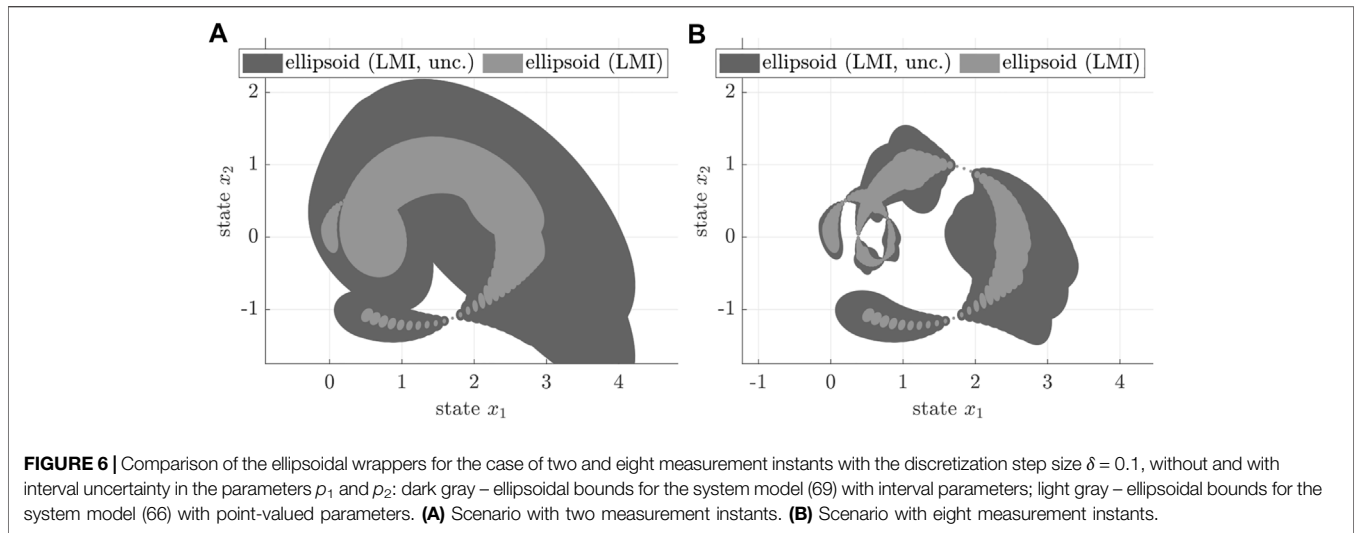 A
ellipsoid (LMI, unc.) ellipsoid (LMI)
2
1
0
-1
state x₂
0 1 2 3 4
state x₁
B
ellipsoid (LMI, unc.) ellipsoid (LMI)
2
1
0
-1
state x₂
-1 0 1 2 3 4
state x₁
FIGURE 6 | Comparison of the ellipsoidal wrappers for the case of two and eight measurement instants with the discretization step size δ = 0.1, without and with
interval uncertainty in the parameters p₁ and p₂: dark gray – ellipsoidal bounds for the system model (69) with interval parameters; light gray – ellipsoidal bounds for the
system model (66) with point-valued parameters. (A) Scenario with two measurement instants. (B) Scenario with eight measurement instants.